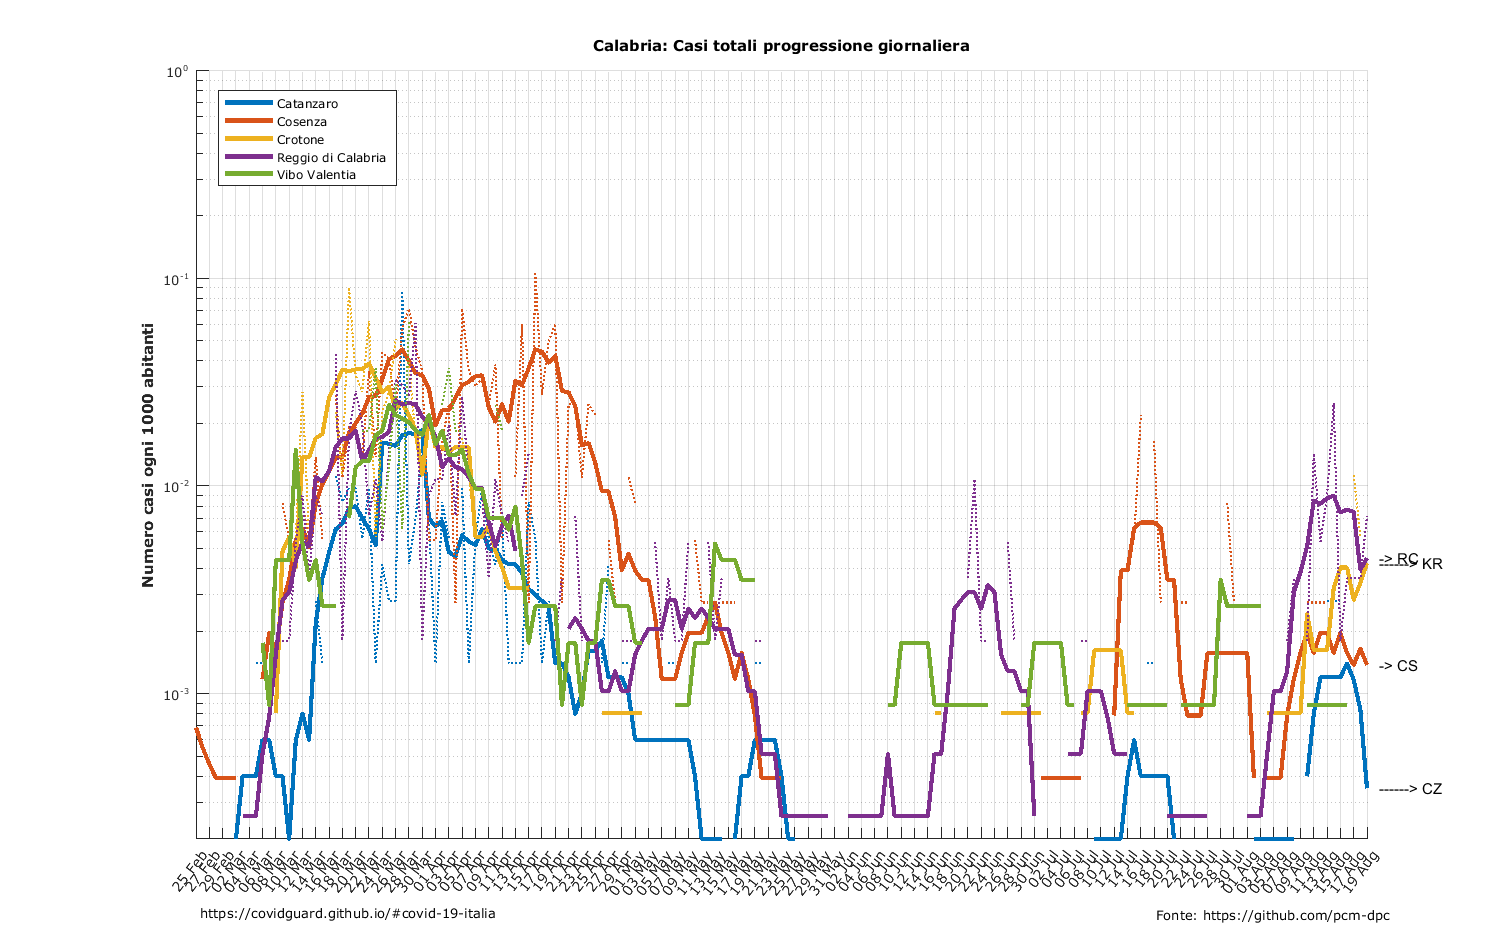 Calabria: Casi totali progressione giornaliera
Numero casi ogni 1000 abitanti
10^0
10^-1
10^-2
10^-3
Catanzaro
Cosenza
Crotone
Reggio di Calabria
Vibo Valentia
-> RC
------> KR
-> CS
------> CZ
25 Feb
27 Feb
29 Feb
02 Mar
04 Mar
06 Mar
08 Mar
10 Mar
12 Mar
14 Mar
16 Mar
18 Mar
20 Mar
22 Mar
24 Mar
26 Mar
28 Mar
30 Mar
01 Apr
03 Apr
05 Apr
07 Apr
09 Apr
11 Apr
13 Apr
15 Apr
17 Apr
19 Apr
21 Apr
23 Apr
25 Apr
27 Apr
29 Apr
01 May
03 May
05 May
07 May
09 May
11 May
13 May
15 May
17 May
19 May
21 May
23 May
25 May
27 May
29 May
31 May
02 Jun
04 Jun
06 Jun
08 Jun
10 Jun
12 Jun
14 Jun
16 Jun
18 Jun
20 Jun
22 Jun
24 Jun
26 Jun
28 Jun
30 Jun
02 Jul
04 Jul
06 Jul
08 Jul
10 Jul
12 Jul
14 Jul
16 Jul
18 Jul
20 Jul
22 Jul
24 Jul
26 Jul
28 Jul
30 Jul
01 Aug
03 Aug
05 Aug
07 Aug
09 Aug
11 Aug
13 Aug
15 Aug
17 Aug
19 Aug
https://covidguard.github.io/#covid-19-italia
Fonte: https://github.com/pcm-dpc